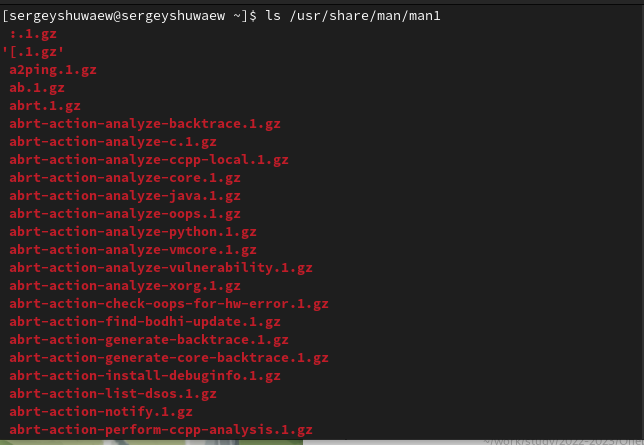 [sergeyshuwaew@sergeyshuwaew ~]$ ls /usr/share/man/man1
:.1.gz
'[.1.gz'
a2ping.1.gz
ab.1.gz
abrt.1.gz
abrt-action-analyze-backtrace.1.gz
abrt-action-analyze-c.1.gz
abrt-action-analyze-ccpp-local.1.gz
abrt-action-analyze-core.1.gz
abrt-action-analyze-java.1.gz
abrt-action-analyze-oops.1.gz
abrt-action-analyze-python.1.gz
abrt-action-analyze-vmcore.1.gz
abrt-action-analyze-vulnerability.1.gz
abrt-action-analyze-xorg.1.gz
abrt-action-check-oops-for-hw-error.1.gz
abrt-action-find-bodhi-update.1.gz
abrt-action-generate-backtrace.1.gz
abrt-action-generate-core-backtrace.1.gz
abrt-action-install-debuginfo.1.gz
abrt-action-list-dsos.1.gz
abrt-action-notify.1.gz
abrt-action-perform-ccpp-analysis.1.gz